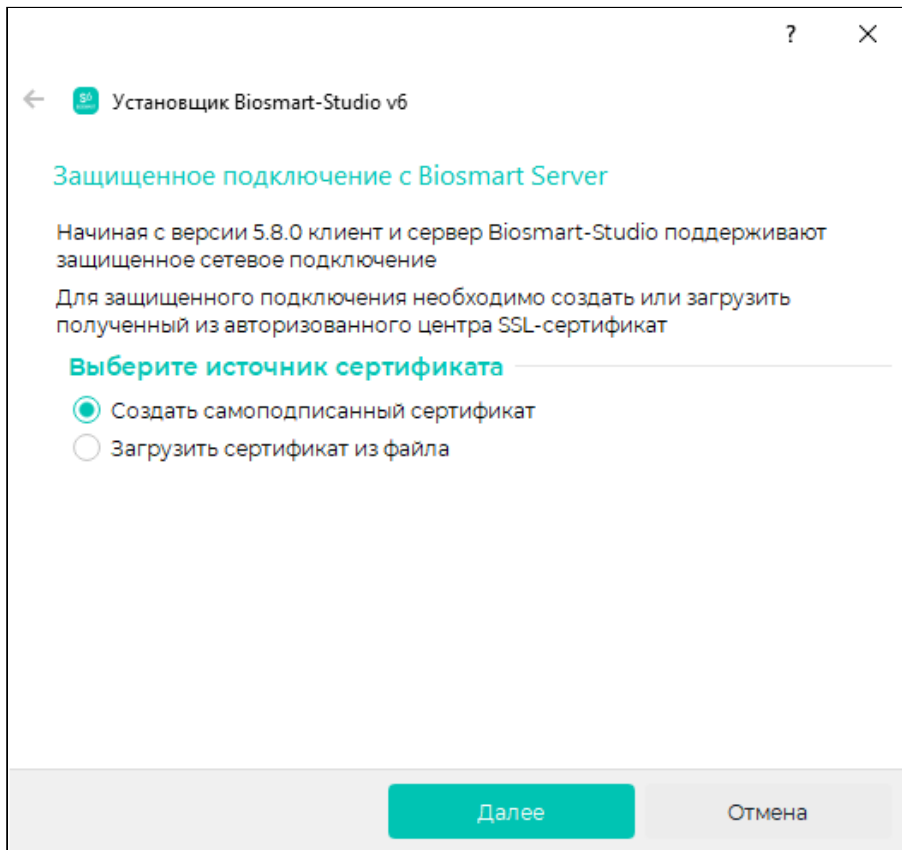 ?
Установщик Biosmart-Studio v6
Защищенное подключение с Biosmart Server
Начиная с версии 5.8.0 клиент и сервер Biosmart-Studio поддерживают
защищенное сетевое подключение
Для защищенного подключения необходимо создать или загрузить
полученный из авторизованного центра SSL-сертификат
Выберите источник сертификата
Создать самоподписанный сертификат
Загрузить сертификат из файла
Далее
Отмена